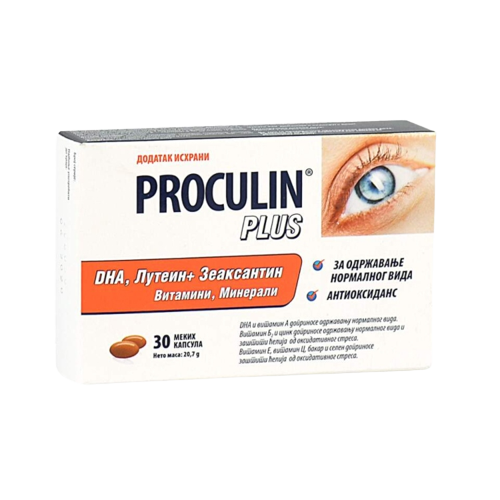 ДОДАТАК ИСХРАНИ
PROCULIN®
PLUS
DHA, Лутеин+ Зеаксантин
Витамини, Минерали
ЗА ОДРЖАВАЊЕ
НОРМАЛНОГ ВИДА
АНТИОКСИДАНС
30 МЕКИХ
КАПСУЛА
Нето маса: 20,7 g
DHA и витамин А доприносе одржавању нормалног вида.
Витамин Б₂ и цинк доприносе одржавању нормалног вида и
заштити ћелија од оксидативног стреса.
Витамин Е, витамин Ц, бакар и селен доприносе
заштити ћелија од оксидативног стреса.